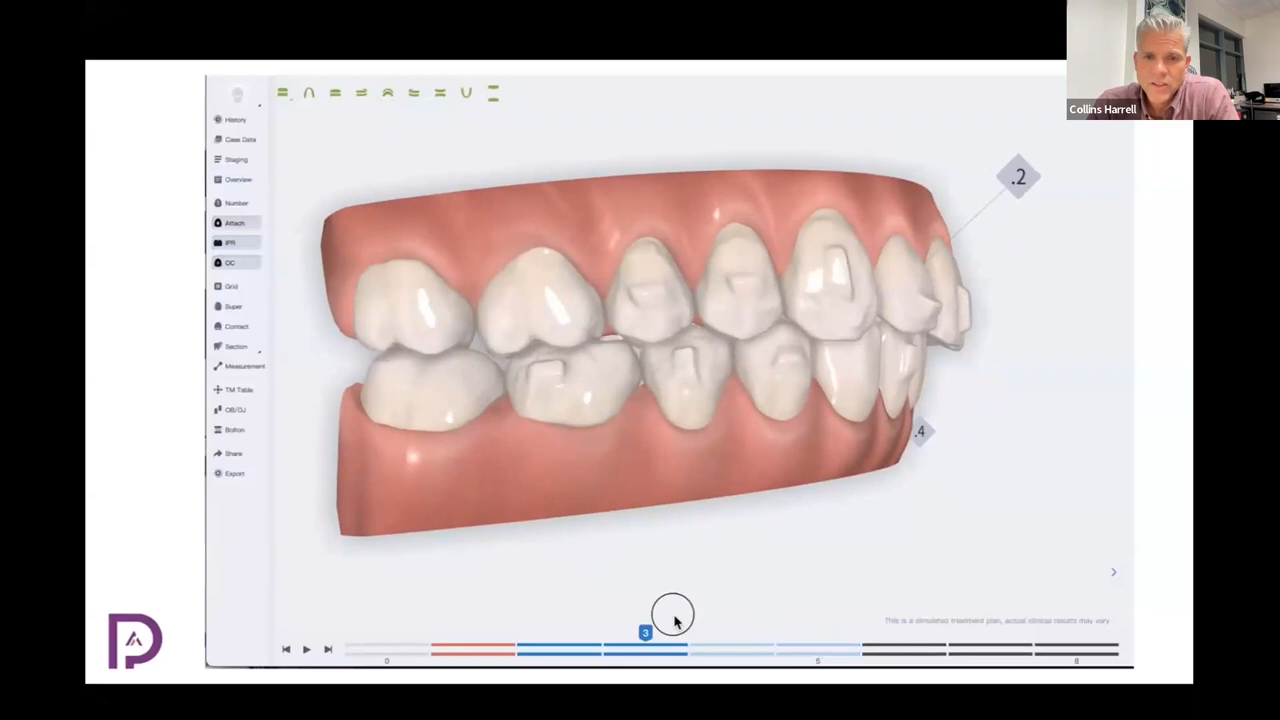 Collins Harrell
History
Case Data
Staging
Overview
Number
Attach
IPR
OC
Grid
Super
Contact
Section
Measurement
TM Table
OB/OJ
Bolton
Share
Export
.2
.4
This is a simulated treatment plan, actual clinical results may vary
3
0
5
8